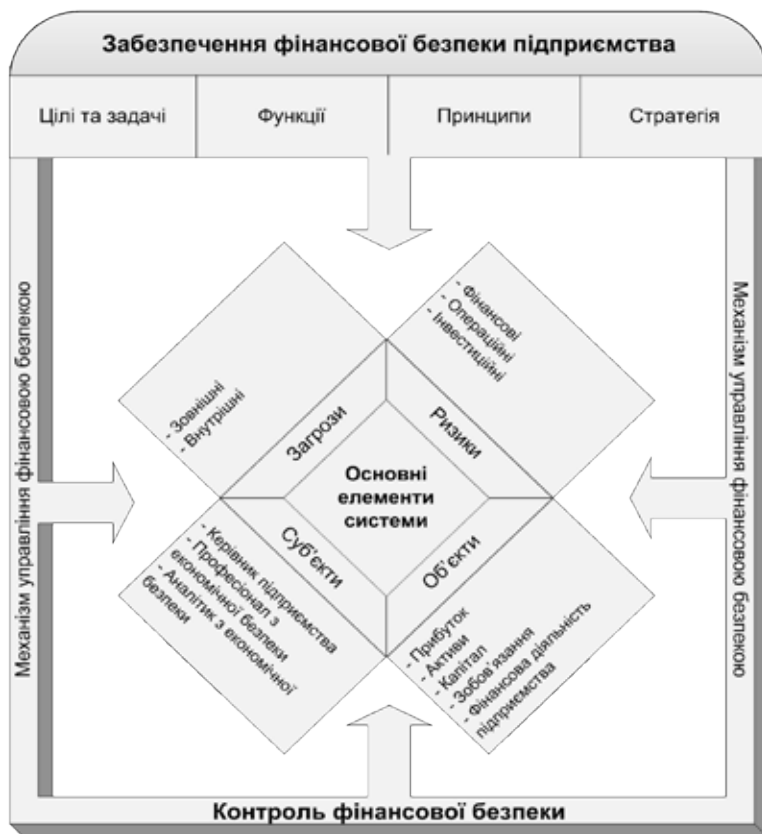 Забезпечення фінансової безпеки підприємства
Цілі та задачі
Функції
Принципи
Стратегія
Механізм управління фінансовою безпекою
- Зовнішні
- Внутрішні
Загрози
- Фінансові
- Операційні
- Інвестиційні
Ризики
Основні
елементи
системи
Суб'єкти
- Керівник підприємства
- Професіонал з
економічної безпеки
- Аналітик з економічної
безпеки
Об'єкти
- Прибуток
- Активи
- Капітал
- Зобов'язання
- Фінансова діяльність
підприємства
Механізм управління фінансовою безпекою
Контроль фінансової безпеки